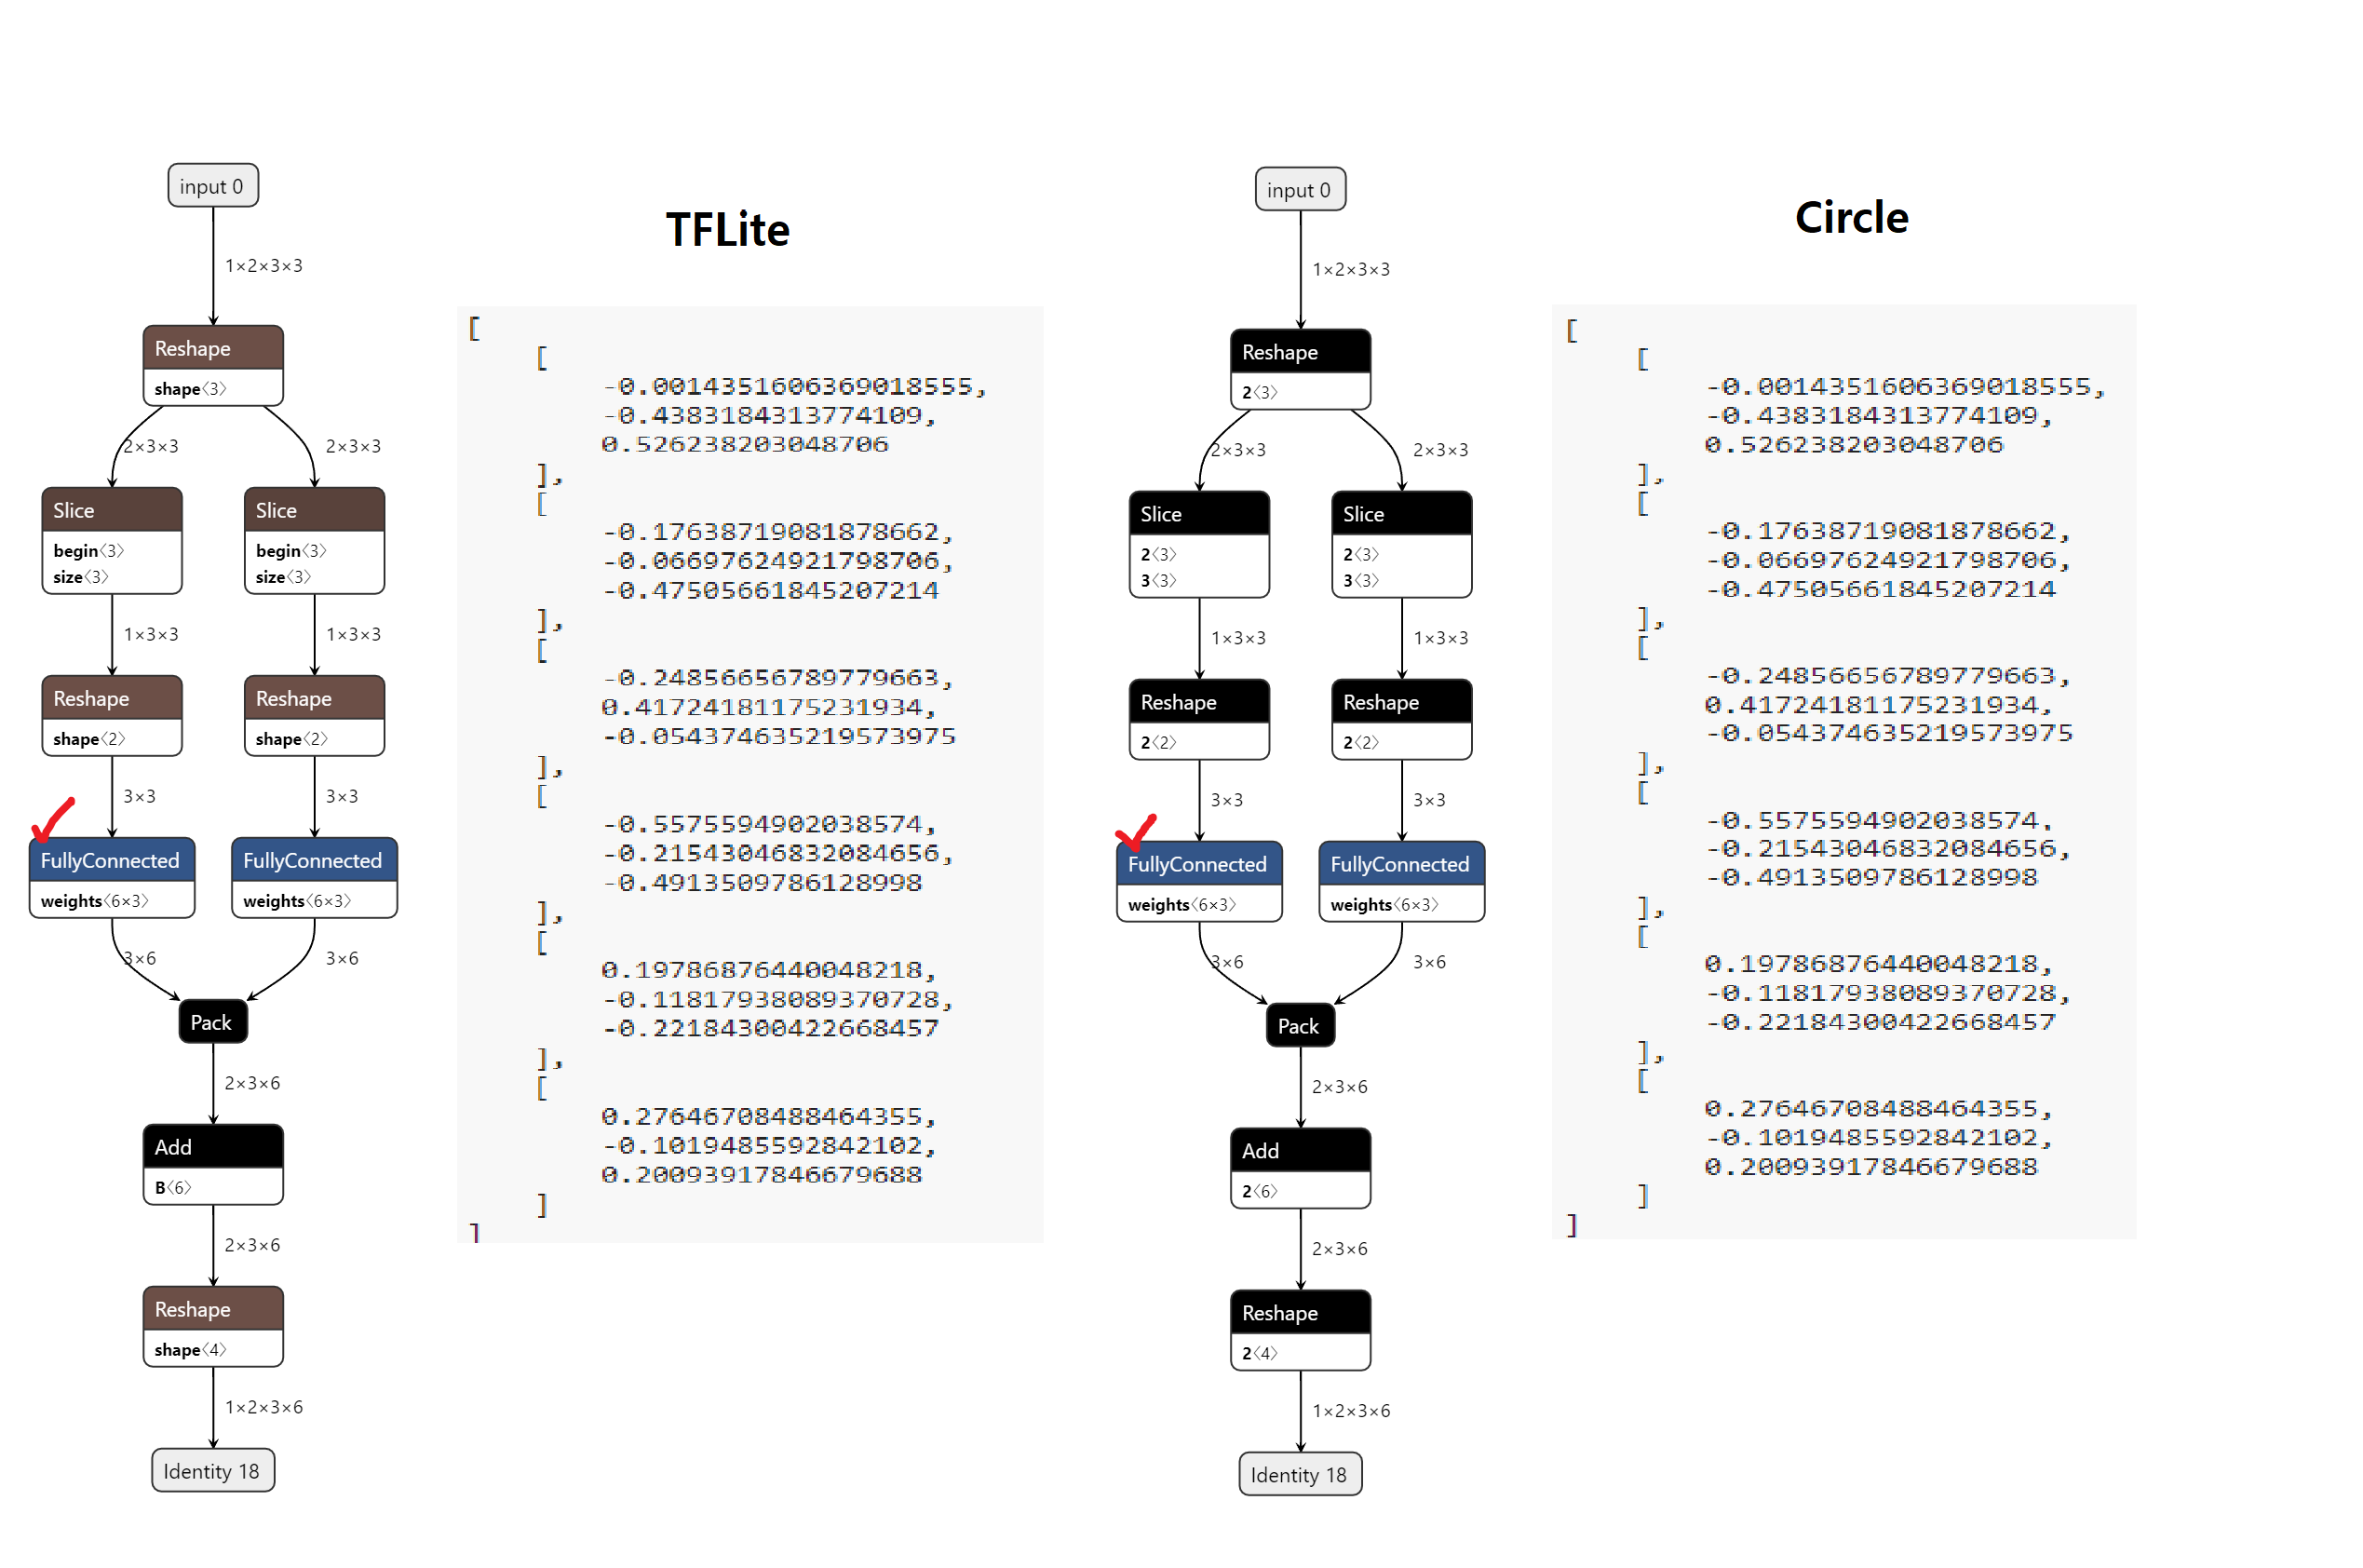 input 0
1×2×3×3
Reshape
shape〈3〉
2×3×3
2×3×3
Slice
begin〈3〉
size〈3〉
Slice
begin〈3〉
size〈3〉
1×3×3
1×3×3
Reshape
shape〈2〉
Reshape
shape〈2〉
3×3
3×3
FullyConnected
weights〈6×3〉
FullyConnected
weights〈6×3〉
3×6
3×6
Pack
2×3×6
Add
B〈6〉
2×3×6
Reshape
shape〈4〉
1×2×3×6
Identity 18
TFLite
[
[
-0.0014351606369018555,
-0.4383184313774109,
0.526238203048706
],
[
-0.17638719081878662,
-0.06697624921798706,
-0.47505661845207214
],
[
-0.24856656789779663,
0.41724181175231934,
-0.054374635219573975
],
[
-0.5575594902038574,
-0.21543046832084656,
-0.4913509786128998
],
[
0.19786876440048218,
-0.11817938089370728,
-0.22184300422668457
],
[
0.27646708488464355,
-0.1019485592842102,
0.20093917846679688
]
]
input 0
1×2×3×3
Reshape
2〈3〉
2×3×3
2×3×3
Slice
2〈3〉
3〈3〉
Slice
2〈3〉
3〈3〉
1×3×3
1×3×3
Reshape
2〈2〉
Reshape
2〈2〉
3×3
3×3
FullyConnected
weights〈6×3〉
FullyConnected
weights〈6×3〉
3×6
3×6
Pack
2×3×6
Add
2〈6〉
2×3×6
Reshape
2〈4〉
1×2×3×6
Identity 18
Circle
[
[
-0.0014351606369018555,
-0.4383184313774109,
0.526238203048706
],
[
-0.17638719081878662,
-0.06697624921798706,
-0.47505661845207214
],
[
-0.24856656789779663,
0.41724181175231934,
-0.054374635219573975
],
[
-0.5575594902038574,
-0.21543046832084656,
-0.4913509786128998
],
[
0.19786876440048218,
-0.11817938089370728,
-0.22184300422668457
],
[
0.27646708488464355,
-0.1019485592842102,
0.20093917846679688
]
]